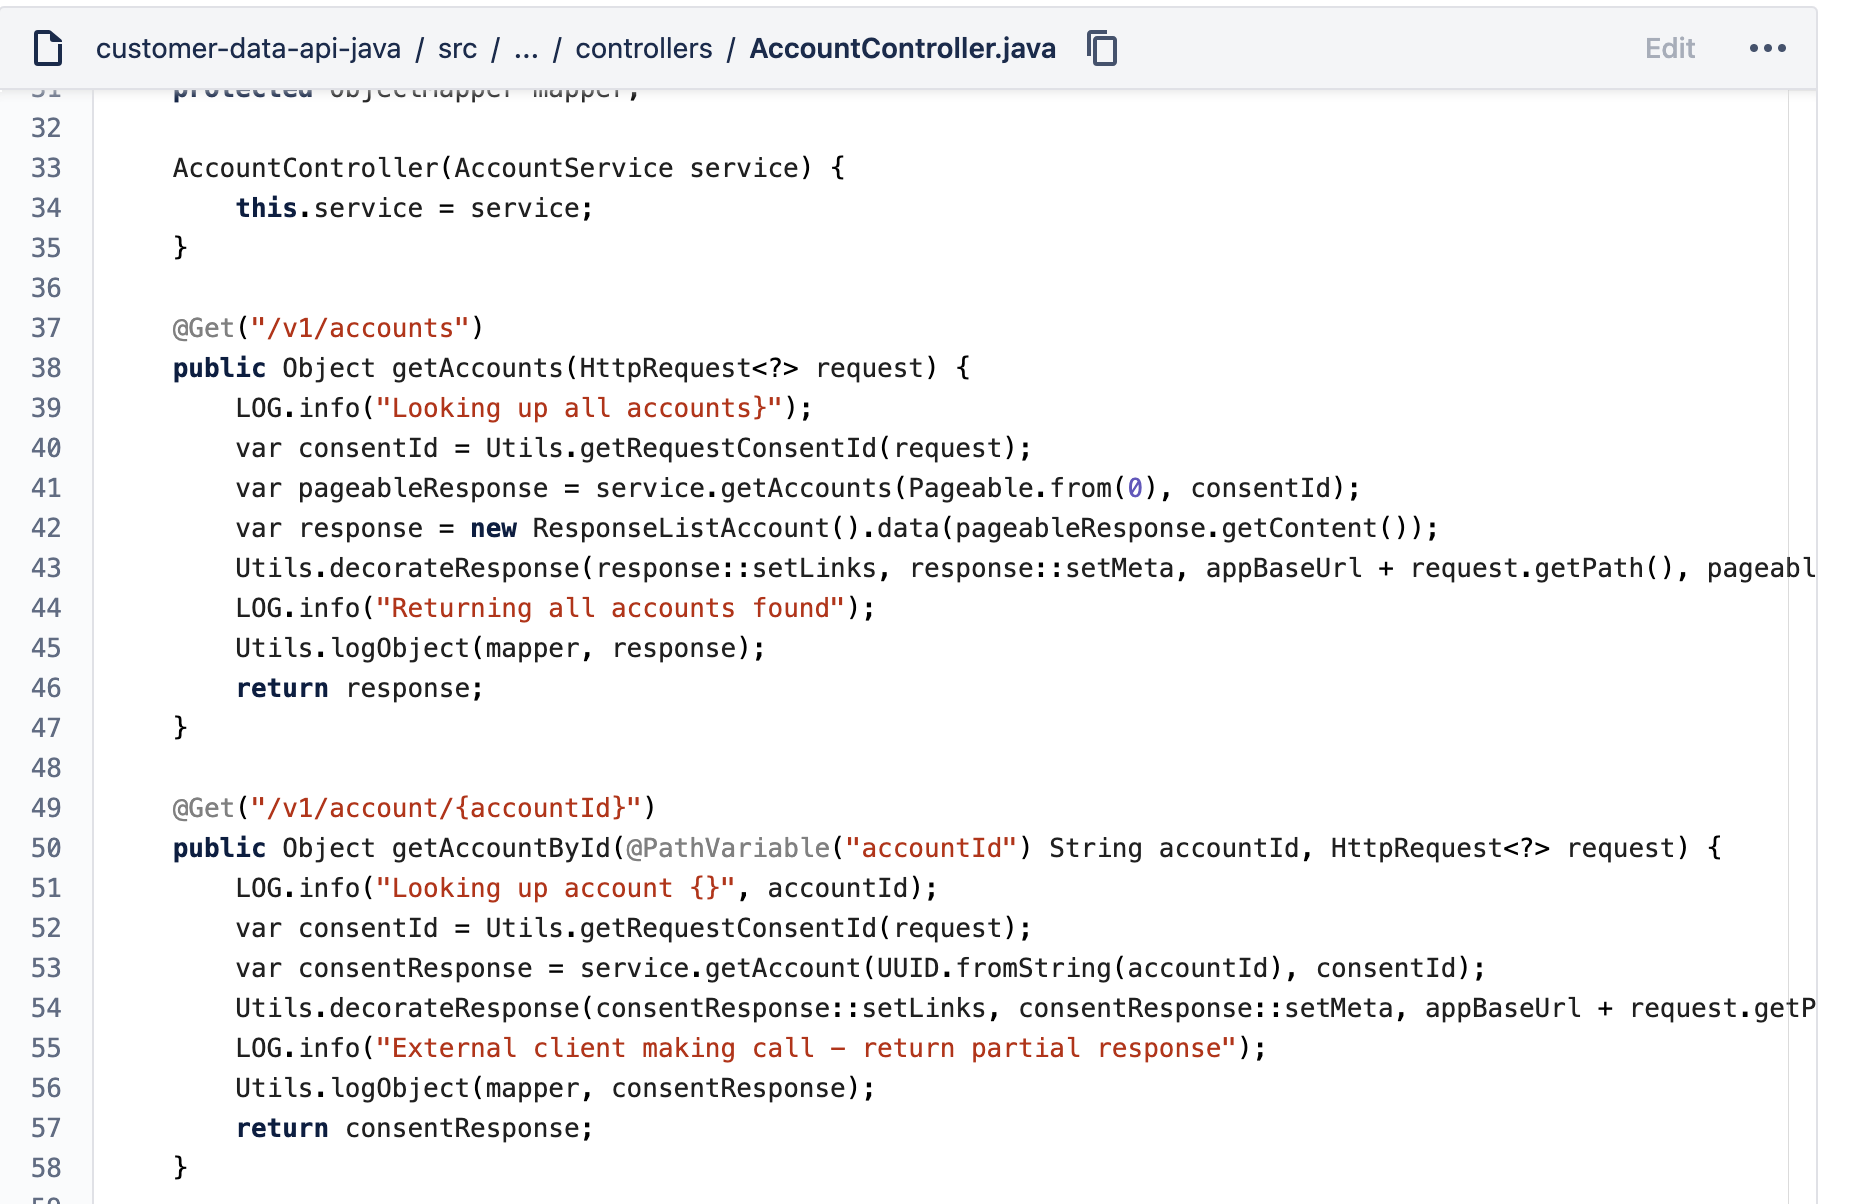 customer-data-api-java / src / ... / controllers / AccountController.java Edit
31 protected ObjectMapper mapper;
32
33 AccountController(AccountService service) {
34 this.service = service;
35 }
36
37 @Get("/v1/accounts")
38 public Object getAccounts(HttpRequest<?> request) {
39 LOG.info("Looking up all accounts}");
40 var consentId = Utils.getRequestConsentId(request);
41 var pageableResponse = service.getAccounts(Pageable.from(0), consentId);
42 var response = new ResponseListAccount().data(pageableResponse.getContent());
43 Utils.decorateResponse(response::setLinks, response::setMeta, appBaseUrl + request.getPath(), pageabl
44 LOG.info("Returning all accounts found");
45 Utils.logObject(mapper, response);
46 return response;
47 }
48
49 @Get("/v1/account/{accountId}")
50 public Object getAccountById(@PathVariable("accountId") String accountId, HttpRequest<?> request) {
51 LOG.info("Looking up account {}", accountId);
52 var consentId = Utils.getRequestConsentId(request);
53 var consentResponse = service.getAccount(UUID.fromString(accountId), consentId);
54 Utils.decorateResponse(consentResponse::setLinks, consentResponse::setMeta, appBaseUrl + request.getP
55 LOG.info("External client making call – return partial response");
56 Utils.logObject(mapper, consentResponse);
57 return consentResponse;
58 }
59